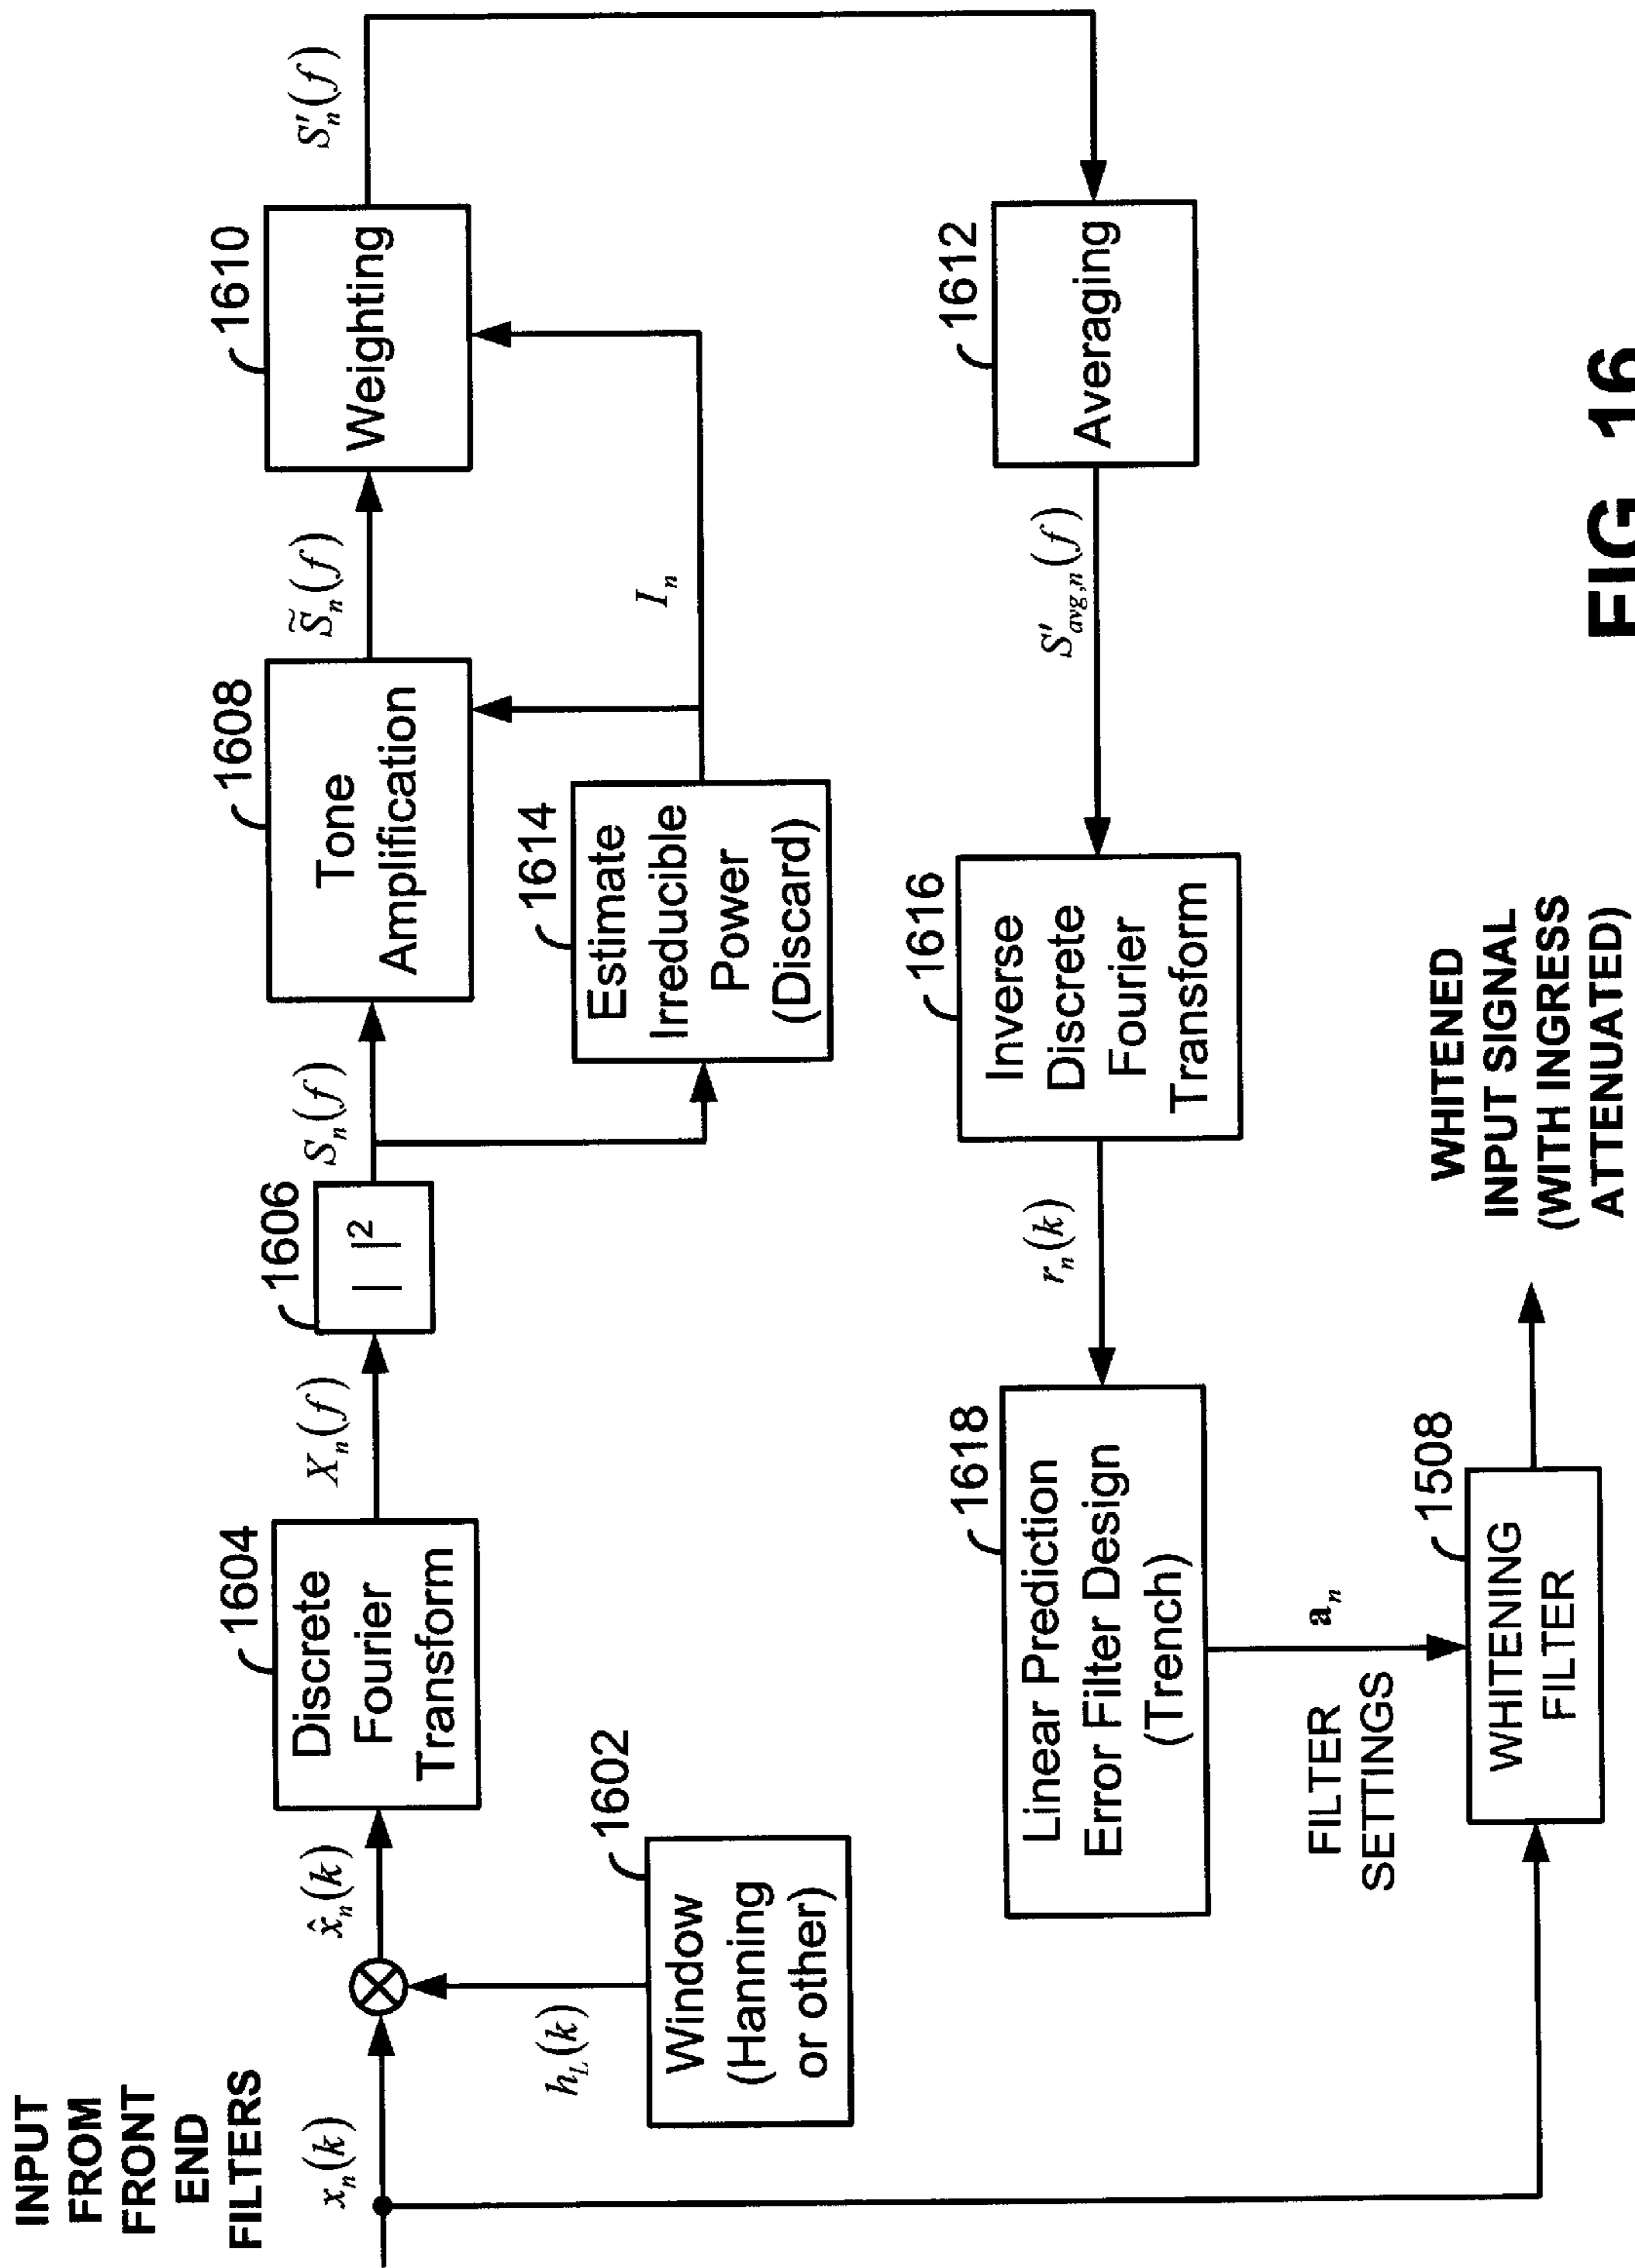 INPUT
FROM
FRONT
END
FILTERS
x_n(k)
x̂_n(k)
h_L(k)
1602
Window
(Hanning
or other)
1604
Discrete
Fourier
Transform
X_n(f)
1606
| |²
S_n(f)
1608
Tone
Amplification
S̃_n(f)
1610
Weighting
S'_n(f)
1614
Estimate
Irreducible
Power
(Discard)
I_n
1612
Averaging
S'_avg,n(f)
1616
Inverse
Discrete
Fourier
Transform
r_n(k)
1618
Linear Prediction
Error Filter Design
(Trench)
FILTER
SETTINGS
a_n
1508
WHITENING
FILTER
WHITENED
INPUT SIGNAL
(WITH INGRESS
ATTENUATED)
FIG. 16